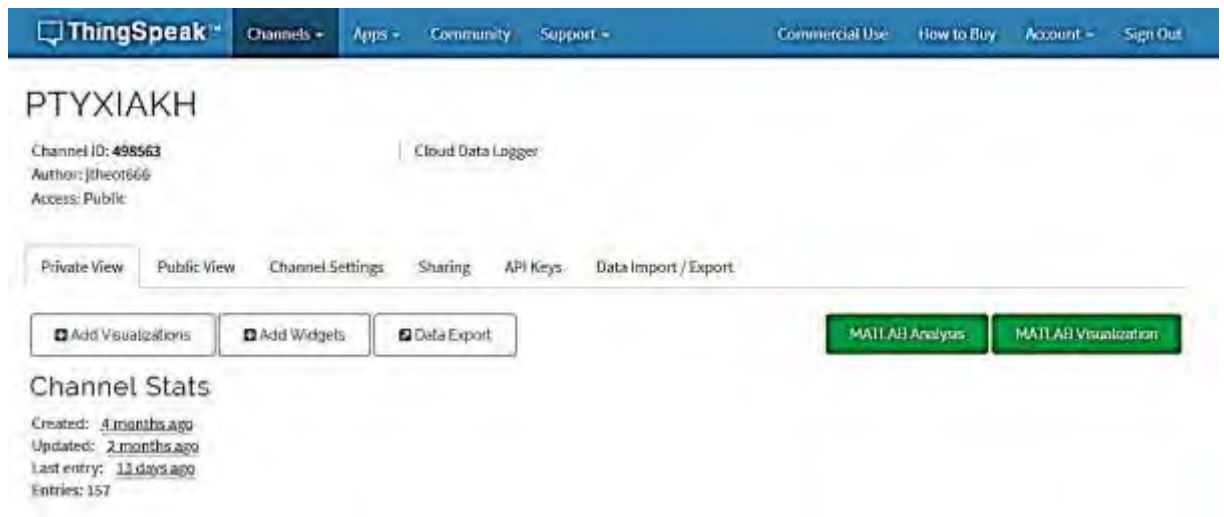 ThingSpeak™ Channels Apps Community Support Commercial Use How to Buy Account Sign Out
PTYXIAKH
Channel ID: 498563
Author: jtheot666
Access: Public
Cloud Data Logger
Private View Public View Channel Settings Sharing API Keys Data Import / Export
Add Visualizations Add Widgets Data Export MATLAB Analysis MATLAB Visualization
Channel Stats
Created: 4 months ago
Updated: 2 months ago
Last entry: 13 days ago
Entries: 157